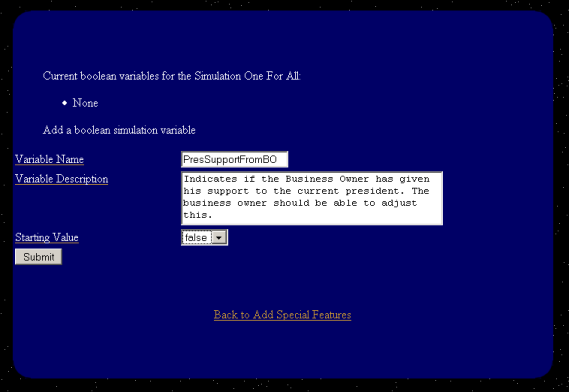 Current boolean variables for the Simulation One For All:
None
Add a boolean simulation variable
Variable Name PresSupportFromBO
Variable Description
Indicates if the Business Owner has given
his support to the current president. The
business owner should be able to adjust
this.
Starting Value false
Submit
Back to Add Special Features